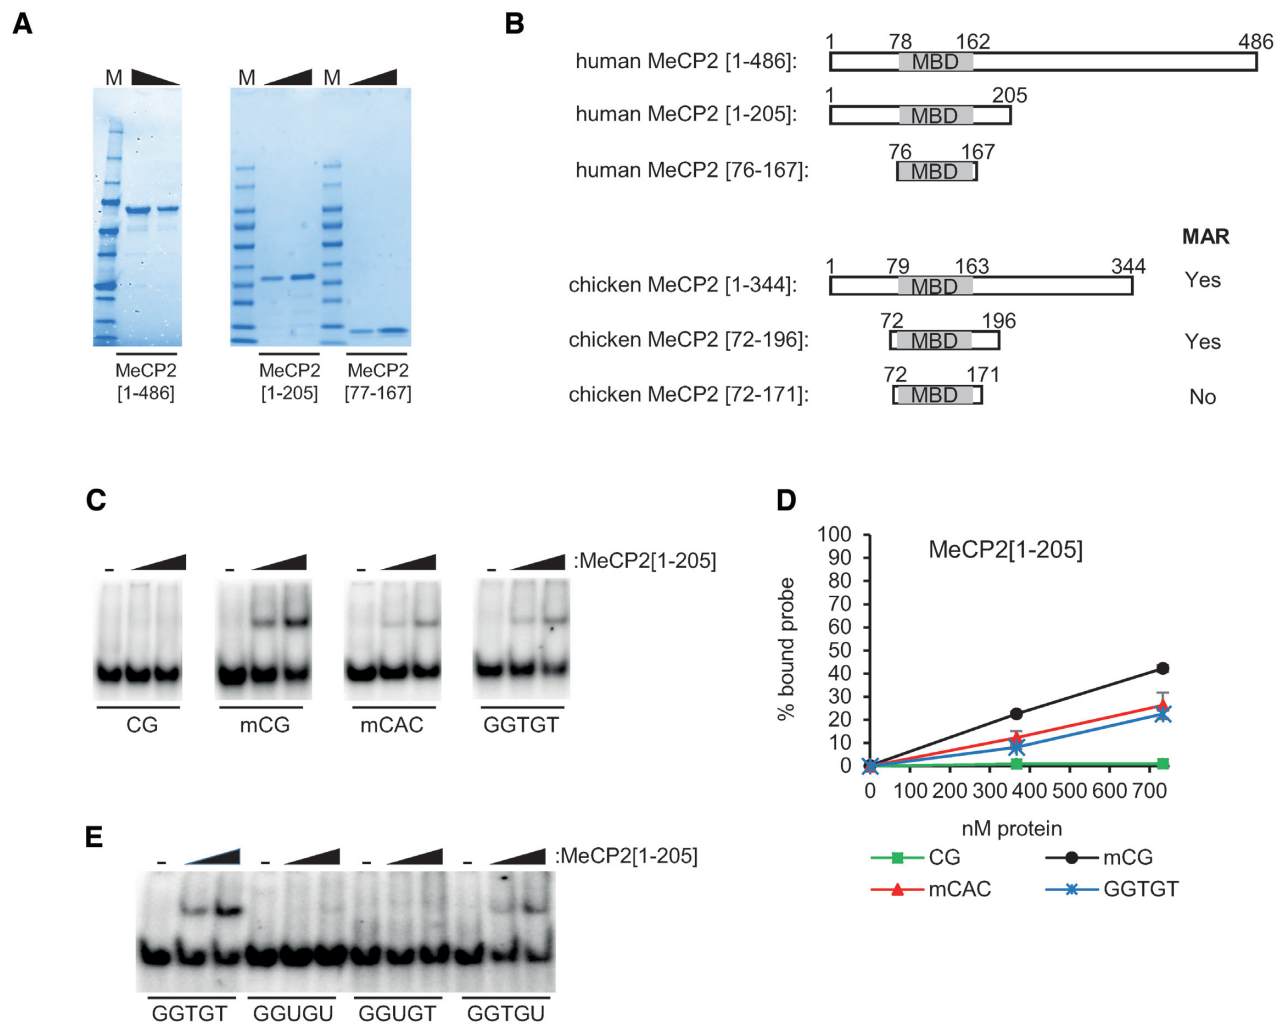 A
M M M
MeCP2 [1-486]
MeCP2 [1-205]
MeCP2 [77-167]
B
1 78 162 486
human MeCP2 [1-486]: MBD
1 205
human MeCP2 [1-205]: MBD
76 167
human MeCP2 [76-167]: MBD
MAR
1 79 163 344
chicken MeCP2 [1-344]: MBD Yes
72 196
chicken MeCP2 [72-196]: MBD Yes
72 171
chicken MeCP2 [72-171]: MBD No
C
- - - - :MeCP2[1-205]
CG mCG mCAC GGTGT
D
MeCP2[1-205]
% bound probe
100
90
80
70
60
50
40
30
20
10
0
0 100 200 300 400 500 600 700
nM protein
CG mCG
mCAC GGTGT
E
- - - - :MeCP2[1-205]
GGTGT GGUGU GGUGT GGTGU